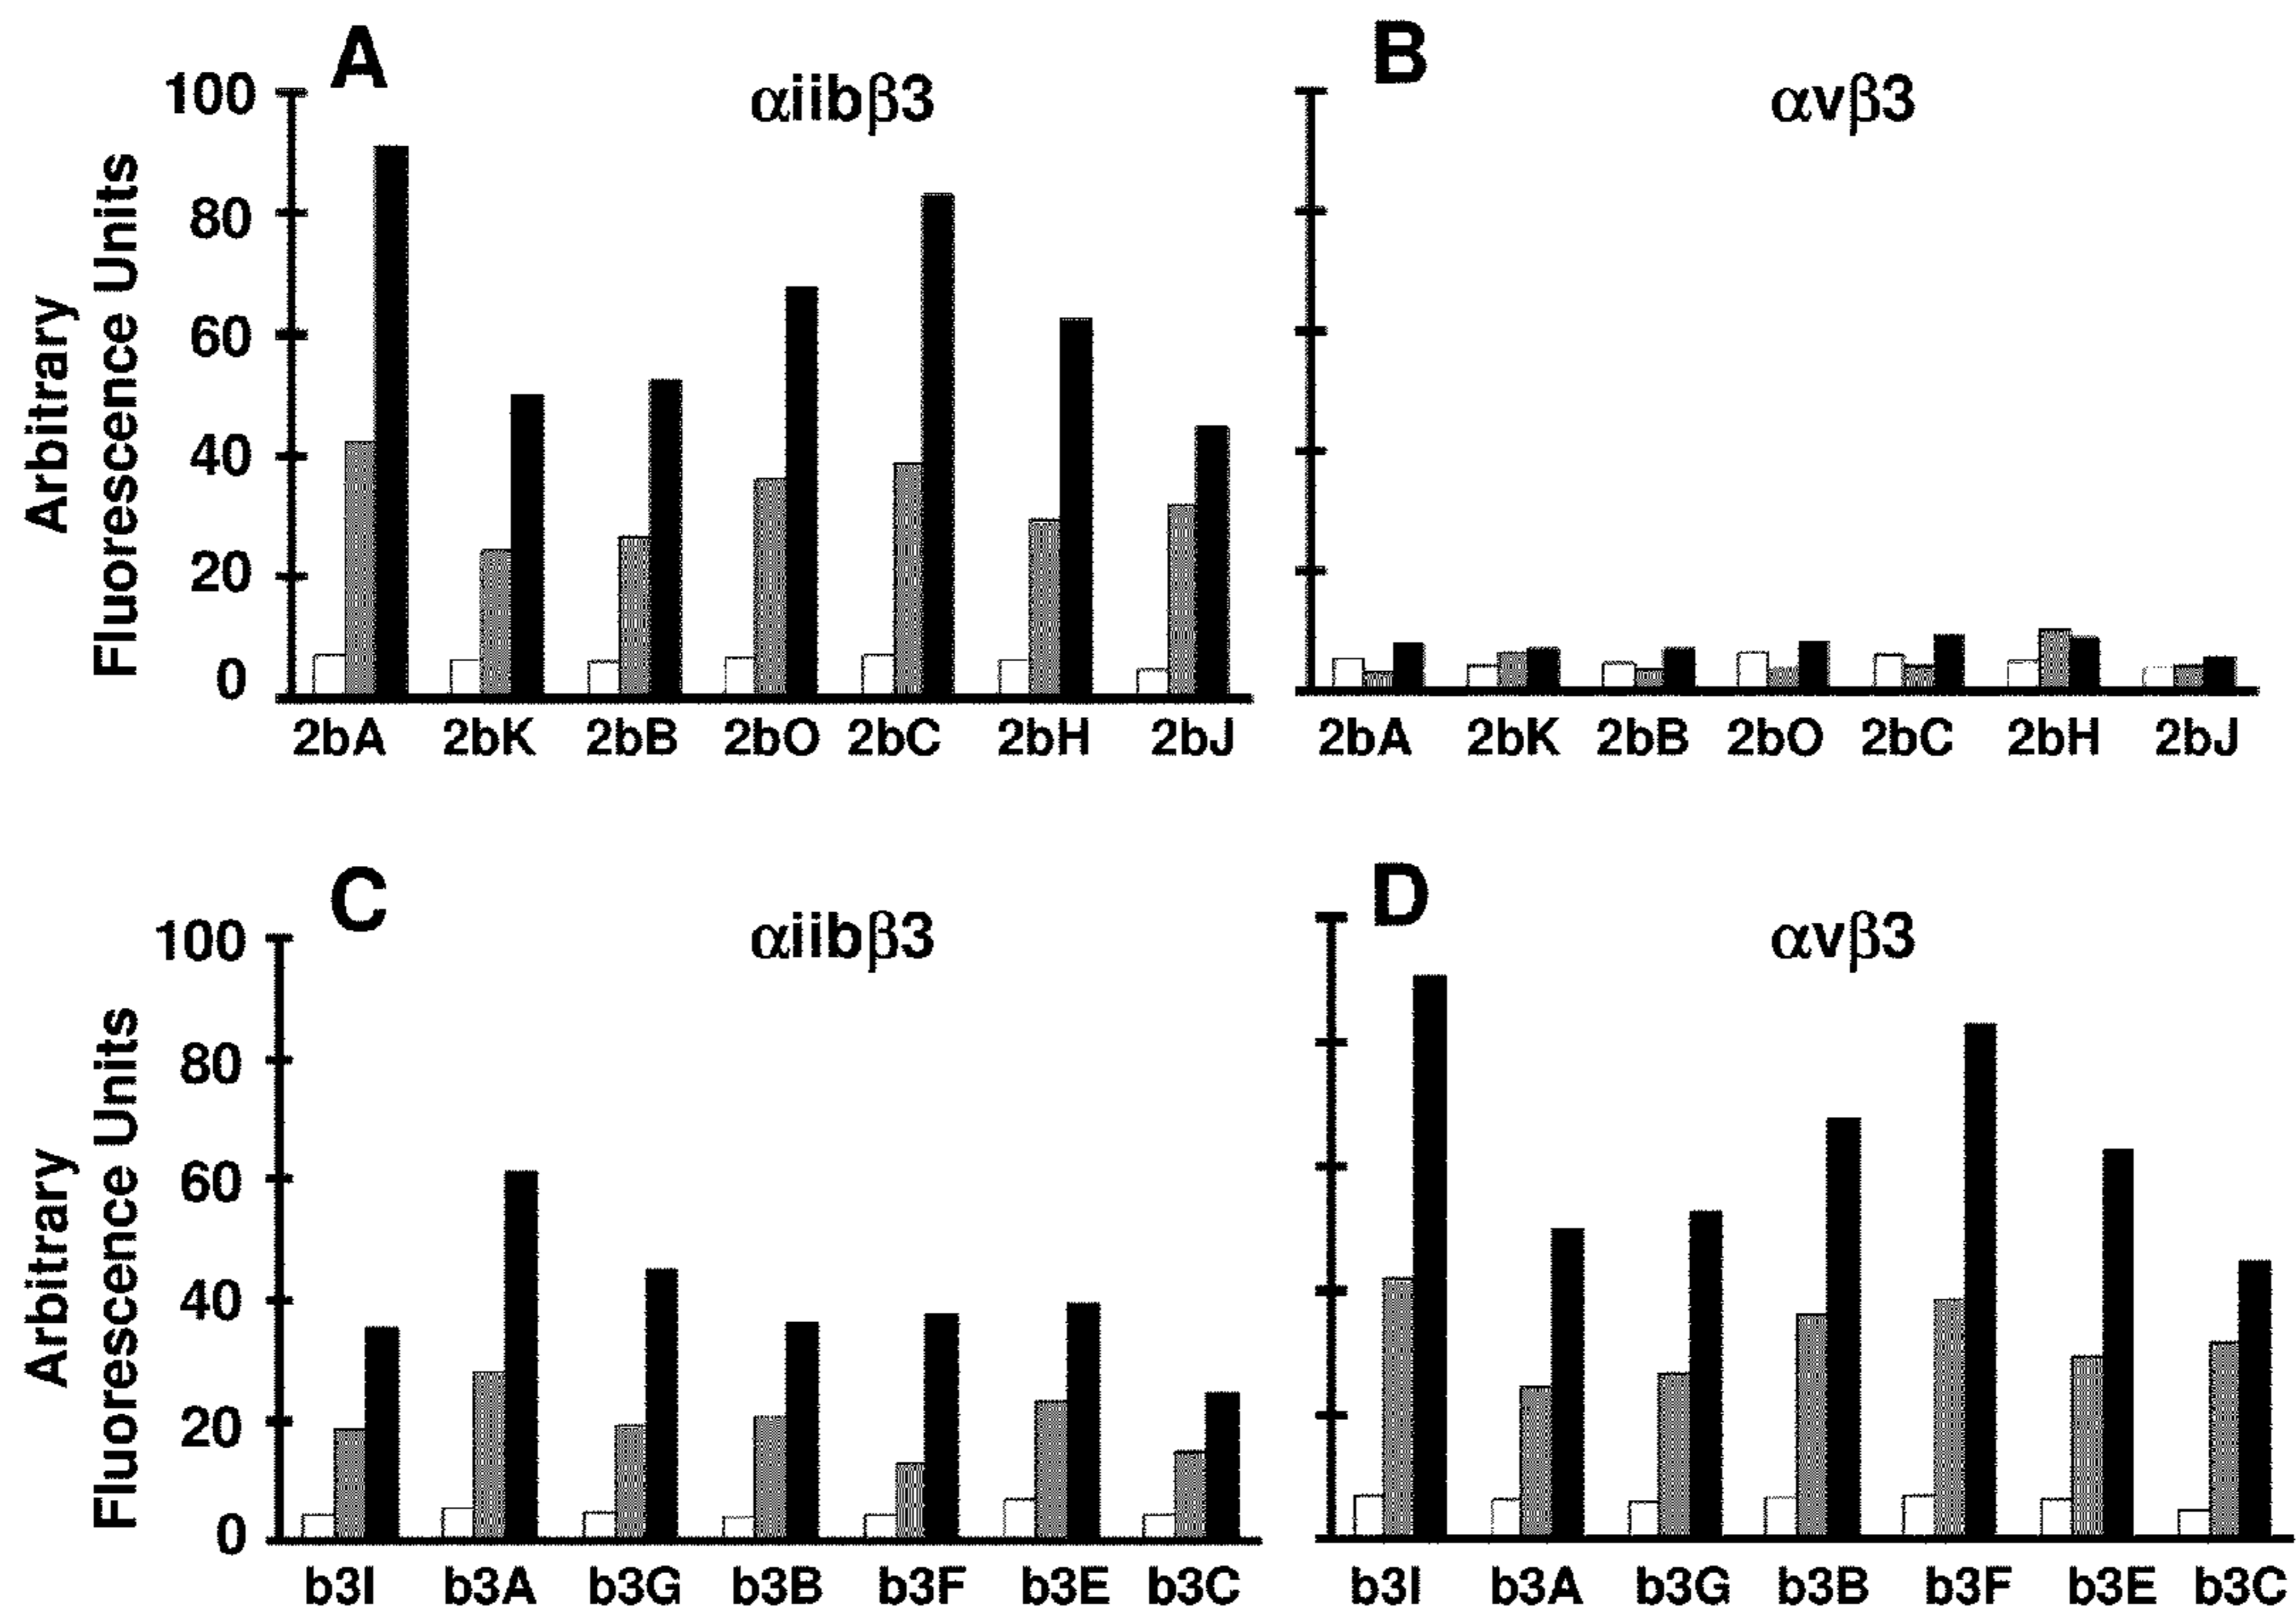 A
B
αiibβ3
αvβ3
Arbitrary
Fluorescence Units
100
80
60
40
20
0
2bA 2bK 2bB 2bO 2bC 2bH 2bJ
2bA 2bK 2bB 2bO 2bC 2bH 2bJ
C
D
αiibβ3
αvβ3
Arbitrary
Fluorescence Units
100
80
60
40
20
0
b3I b3A b3G b3B b3F b3E b3C
b3I b3A b3G b3B b3F b3E b3C